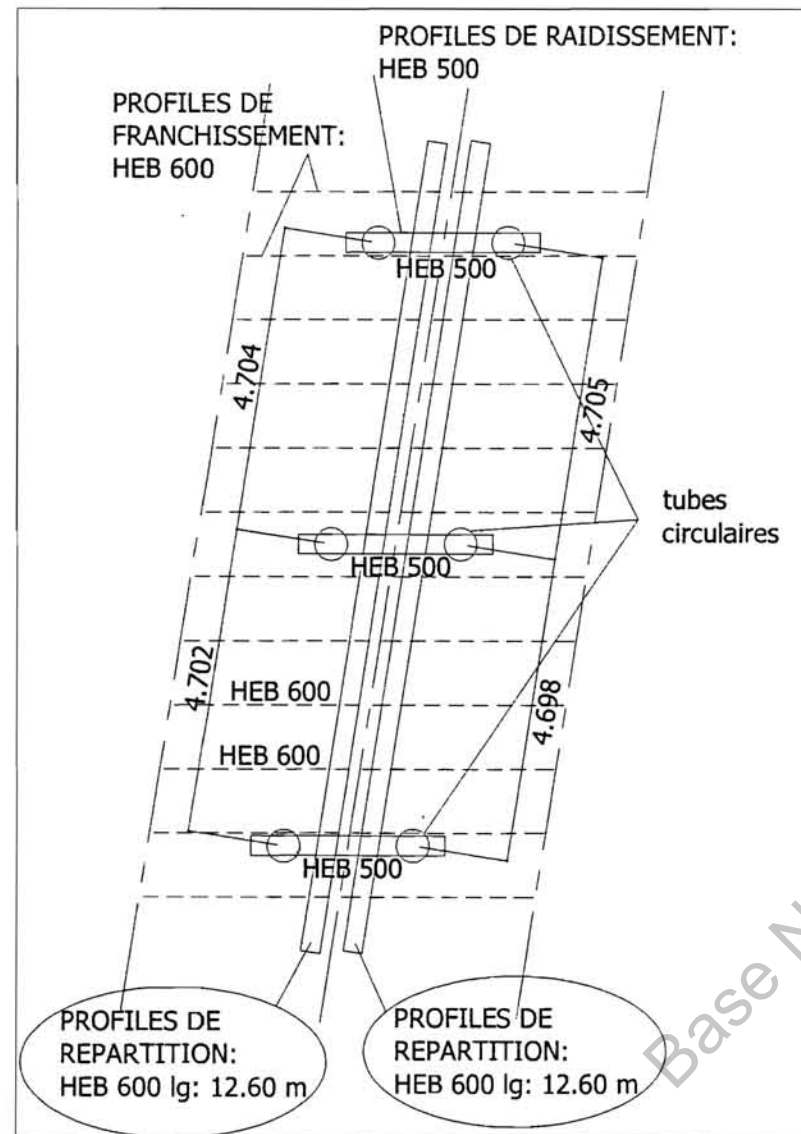 PROFILES DE RAIDISSEMENT:
HEB 500
PROFILES DE
FRANCHISSEMENT:
HEB 600
HEB 500
4.704
4.705
tubes
circulaires
HEB 500
4.702
HEB 600
4.698
HEB 600
HEB 500
PROFILES DE
REPARTITION:
HEB 600 lg: 12.60 m
PROFILES DE
REPARTITION:
HEB 600 lg: 12.60 m
Base